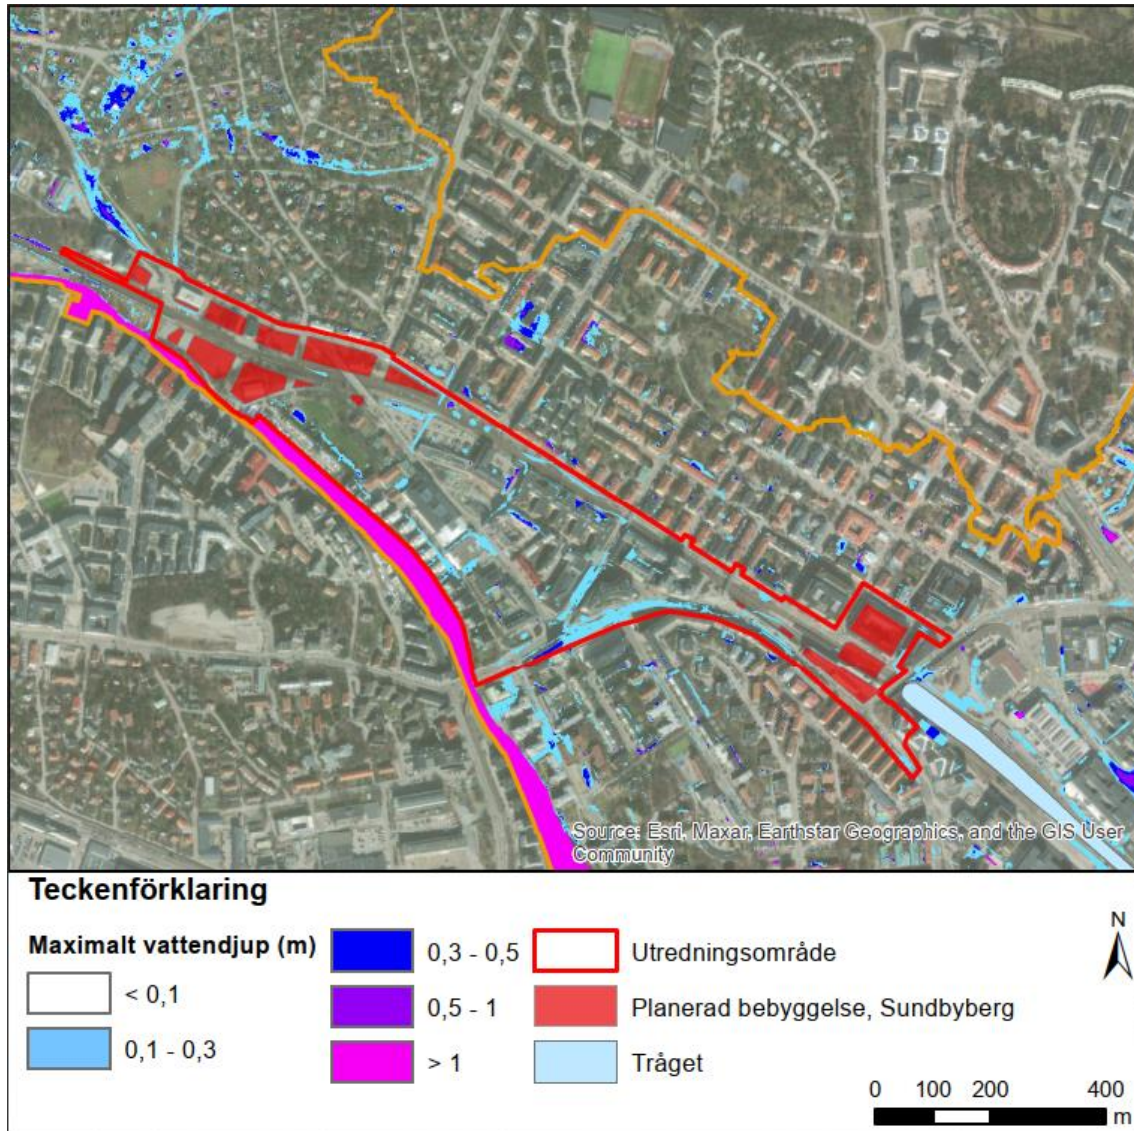 Source: Esri, Maxar, Earthstar Geographics, and the GIS User
Community
Teckenförklaring
Maximalt vattendjup (m)
< 0,1
0,1 - 0,3
0,3 - 0,5
0,5 - 1
> 1
Utredningsområde
Planerad bebyggelse, Sundbyberg
Tråget
N
0 100 200 400
m